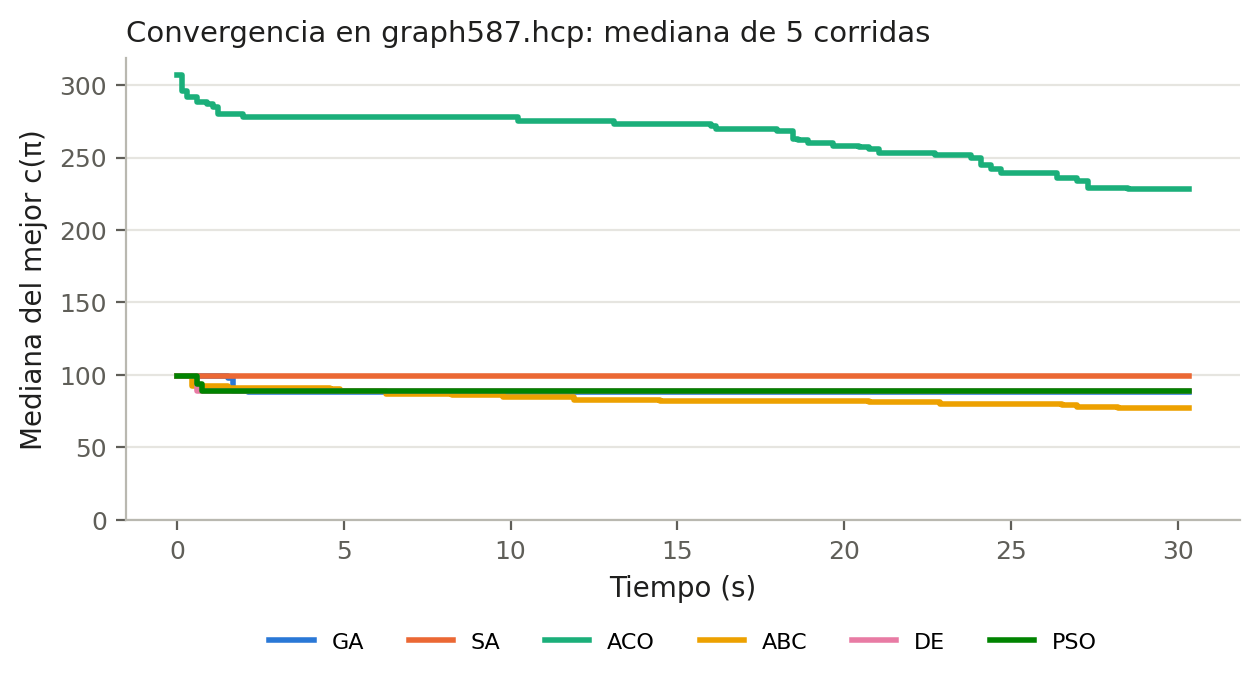 Convergencia en graph587.hcp: mediana de 5 corridas
Mediana del mejor c(π)
300
250
200
150
100
50
0
0 5 10 15 20 25 30
Tiempo (s)
GA SA ACO ABC DE PSO